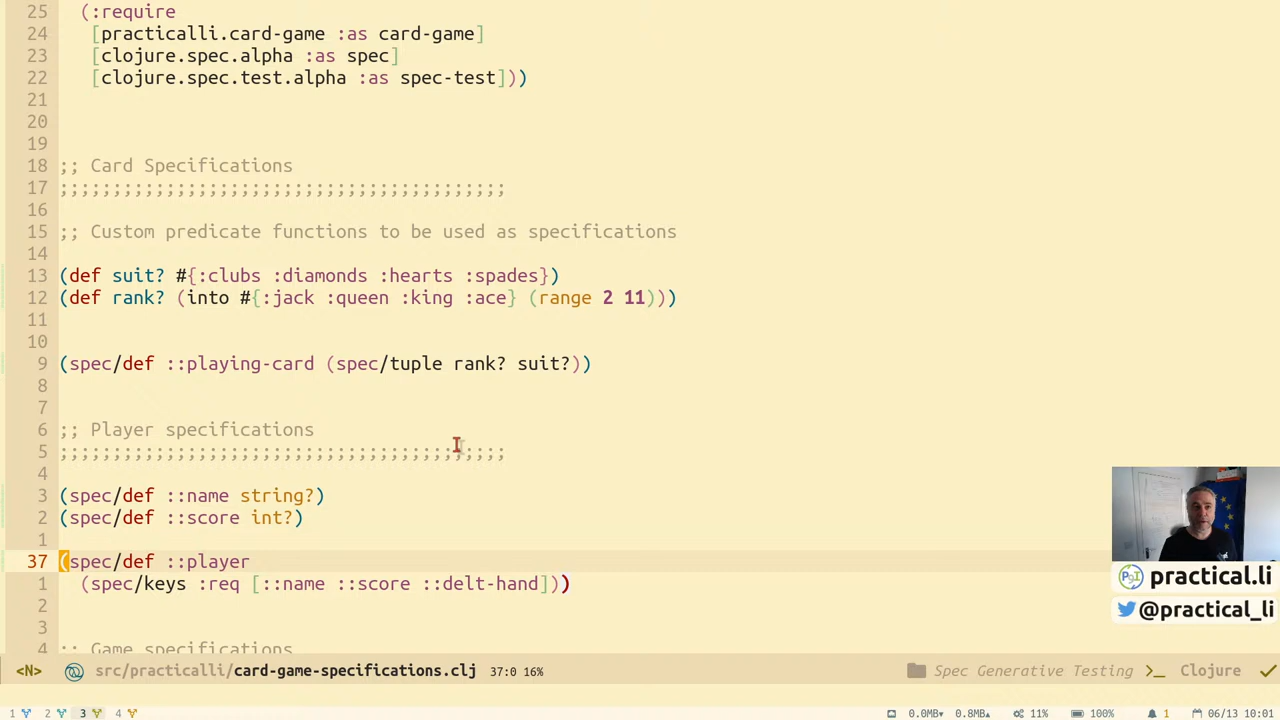 25 (:require
24 [practicalli.card-game :as card-game]
23 [clojure.spec.alpha :as spec]
22 [clojure.spec.test.alpha :as spec-test]))
21
20
19
18 ;; Card Specifications
17 ;;;;;;;;;;;;;;;;;;;;;;;;;;;;;;;;;;;;;;;;;;
16
15 ;; Custom predicate functions to be used as specifications
14
13 (def suit? #{:clubs :diamonds :hearts :spades})
12 (def rank? (into #{:jack :queen :king :ace} (range 2 11)))
11
10
9 (spec/def ::playing-card (spec/tuple rank? suit?))
8
7
6 ;; Player specifications
5 ;;;;;;;;;;;;;;;;;;;;;;;;;;;;;;;;;;;;;;;;;;
4
3 (spec/def ::name string?)
2 (spec/def ::score int?)
1
37 (spec/def ::player
1 (spec/keys :req [::name ::score ::delt-hand]))
2
3
4 ;; Game specifications
practical.li
@practical_li
<N> src/practicalli/card-game-specifications.clj 37:0 16% Spec Generative Testing Clojure
1 2 3 4 0.0MB 0.8MB 11% 100% 1 06/13 10:01